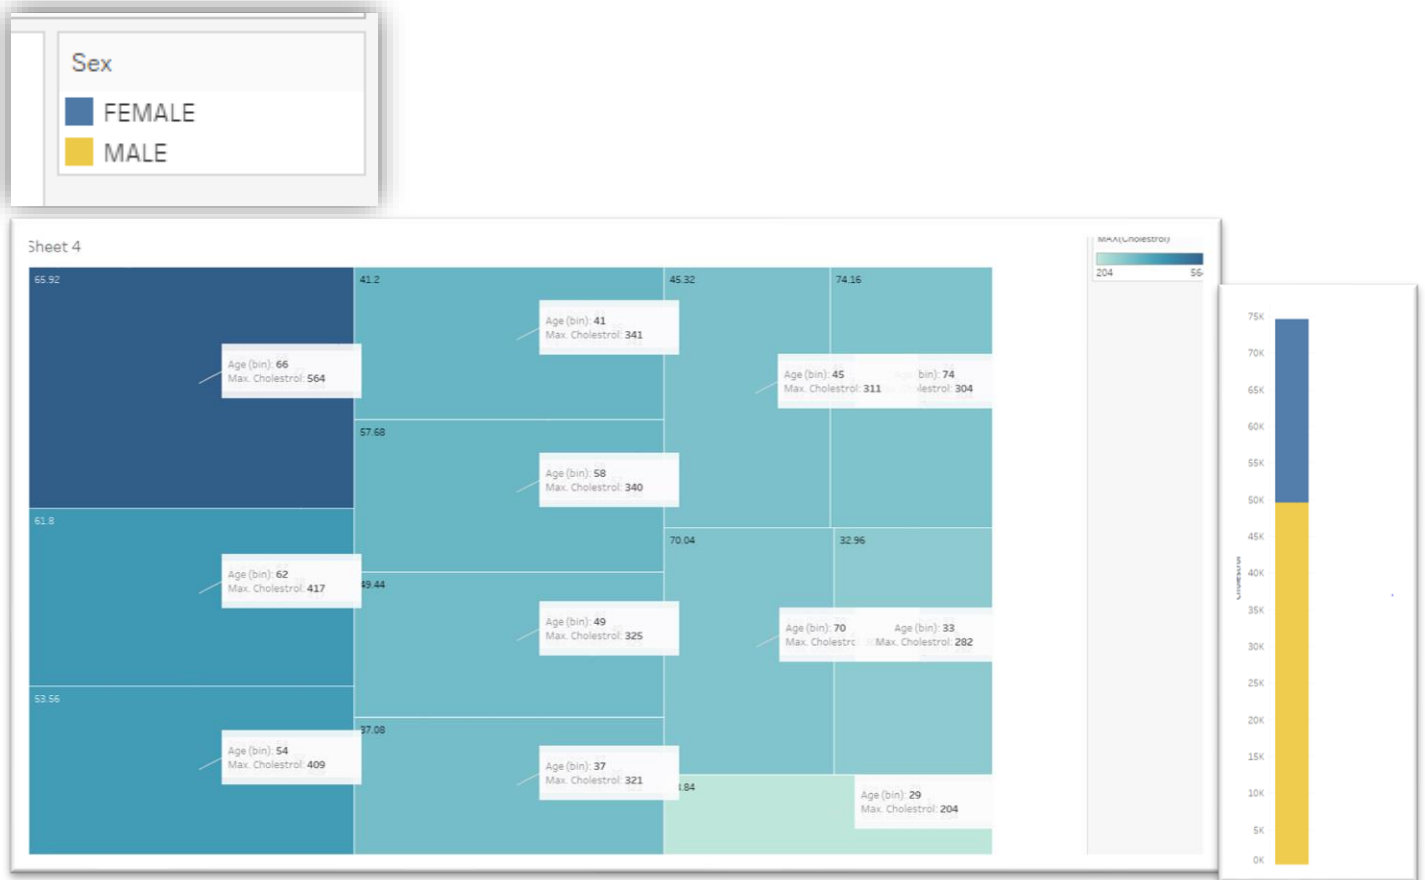 Sex
FEMALE
MALE
Sheet 4
MAX(Cholestrol)
204
56
65.92
41.2
45.32
74.16
Age (bin): 41
Max. Cholestrol: 341
Age (bin): 66
Max. Cholestrol: 564
Age (bin): 45
Max. Cholestrol: 311
bin): 74
lestrol: 304
57.68
Age (bin): 58
Max. Cholestrol: 340
61.8
70.04
32.96
Age (bin): 62
Max. Cholestrol: 417
49.44
Age (bin): 49
Max. Cholestrol: 325
Age (bin): 70
Max. Cholestrc
Age (bin): 33
Max. Cholestrol: 282
53.56
37.08
Age (bin): 54
Max. Cholestrol: 409
Age (bin): 37
Max. Cholestrol: 321
.84
Age (bin): 29
Max. Cholestrol: 204
75K
70K
65K
60K
55K
50K
45K
40K
35K
30K
25K
20K
15K
10K
5K
0K